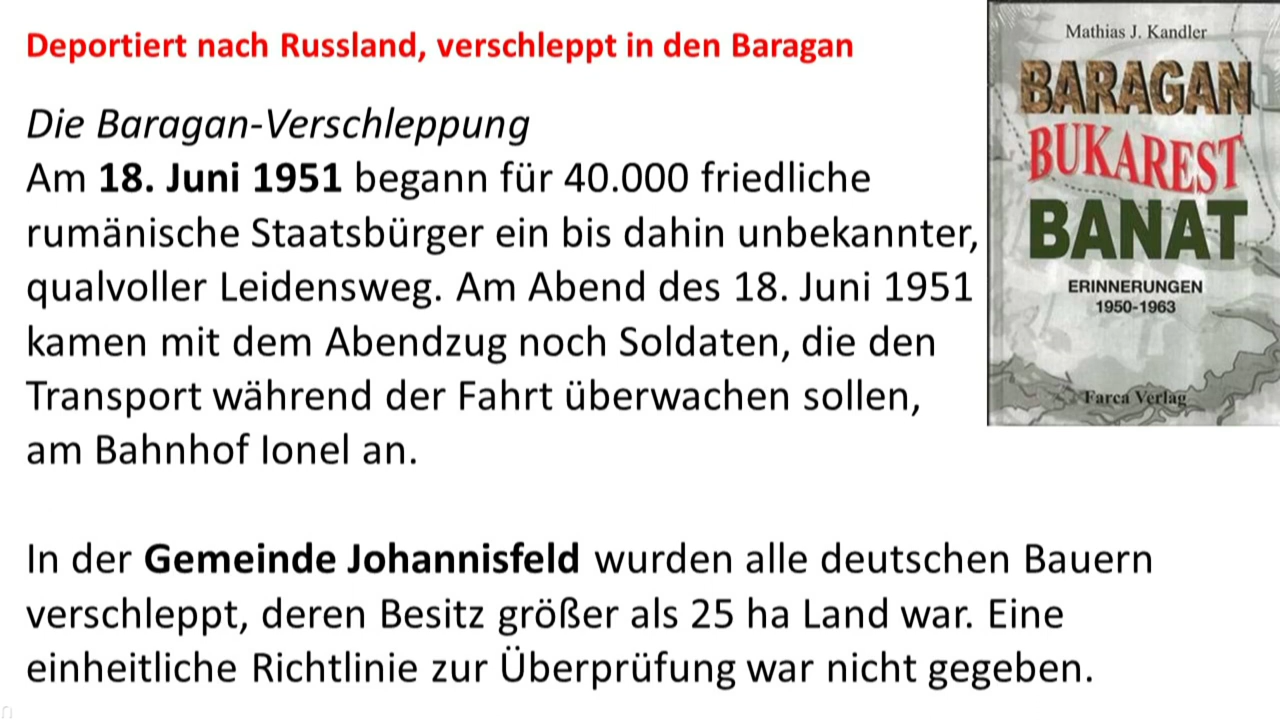 Deportiert nach Russland, verschleppt in den Baragan
Die Baragan-Verschleppung
Am 18. Juni 1951 begann für 40.000 friedliche
rumänische Staatsbürger ein bis dahin unbekannter,
qualvoller Leidensweg. Am Abend des 18. Juni 1951
kamen mit dem Abendzug noch Soldaten, die den
Transport während der Fahrt überwachen sollen,
am Bahnhof Ionel an.
In der Gemeinde Johannisfeld wurden alle deutschen Bauern
verschleppt, deren Besitz größer als 25 ha Land war. Eine
einheitliche Richtlinie zur Überprüfung war nicht gegeben.
Mathias J. Kandler
BARAGAN
BUKAREST
BANAT
ERINNERUNGEN
1950-1963
Farca Verlag